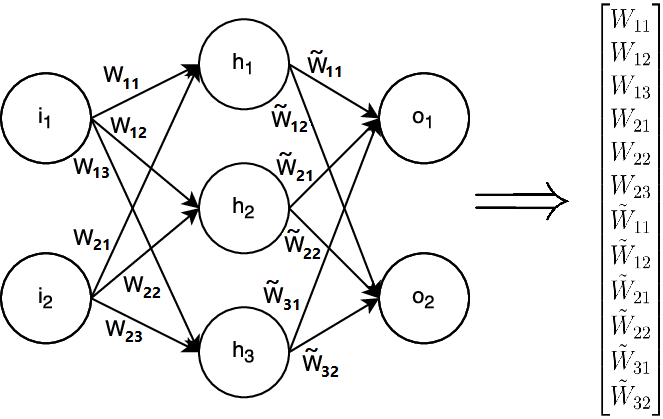 h₁
W₁₁
W̃₁₁
i₁
W₁₂
W̃₁₂
o₁
W₁₃
W̃₂₁
h₂
W₂₁
W̃₂₂
W₂₂
W̃₃₁
i₂
o₂
W₂₃
h₃
W̃₃₂
W₁₁
W₁₂
W₁₃
W₂₁
W₂₂
W₂₃
W̃₁₁
W̃₁₂
W̃₂₁
W̃₂₂
W̃₃₁
W̃₃₂